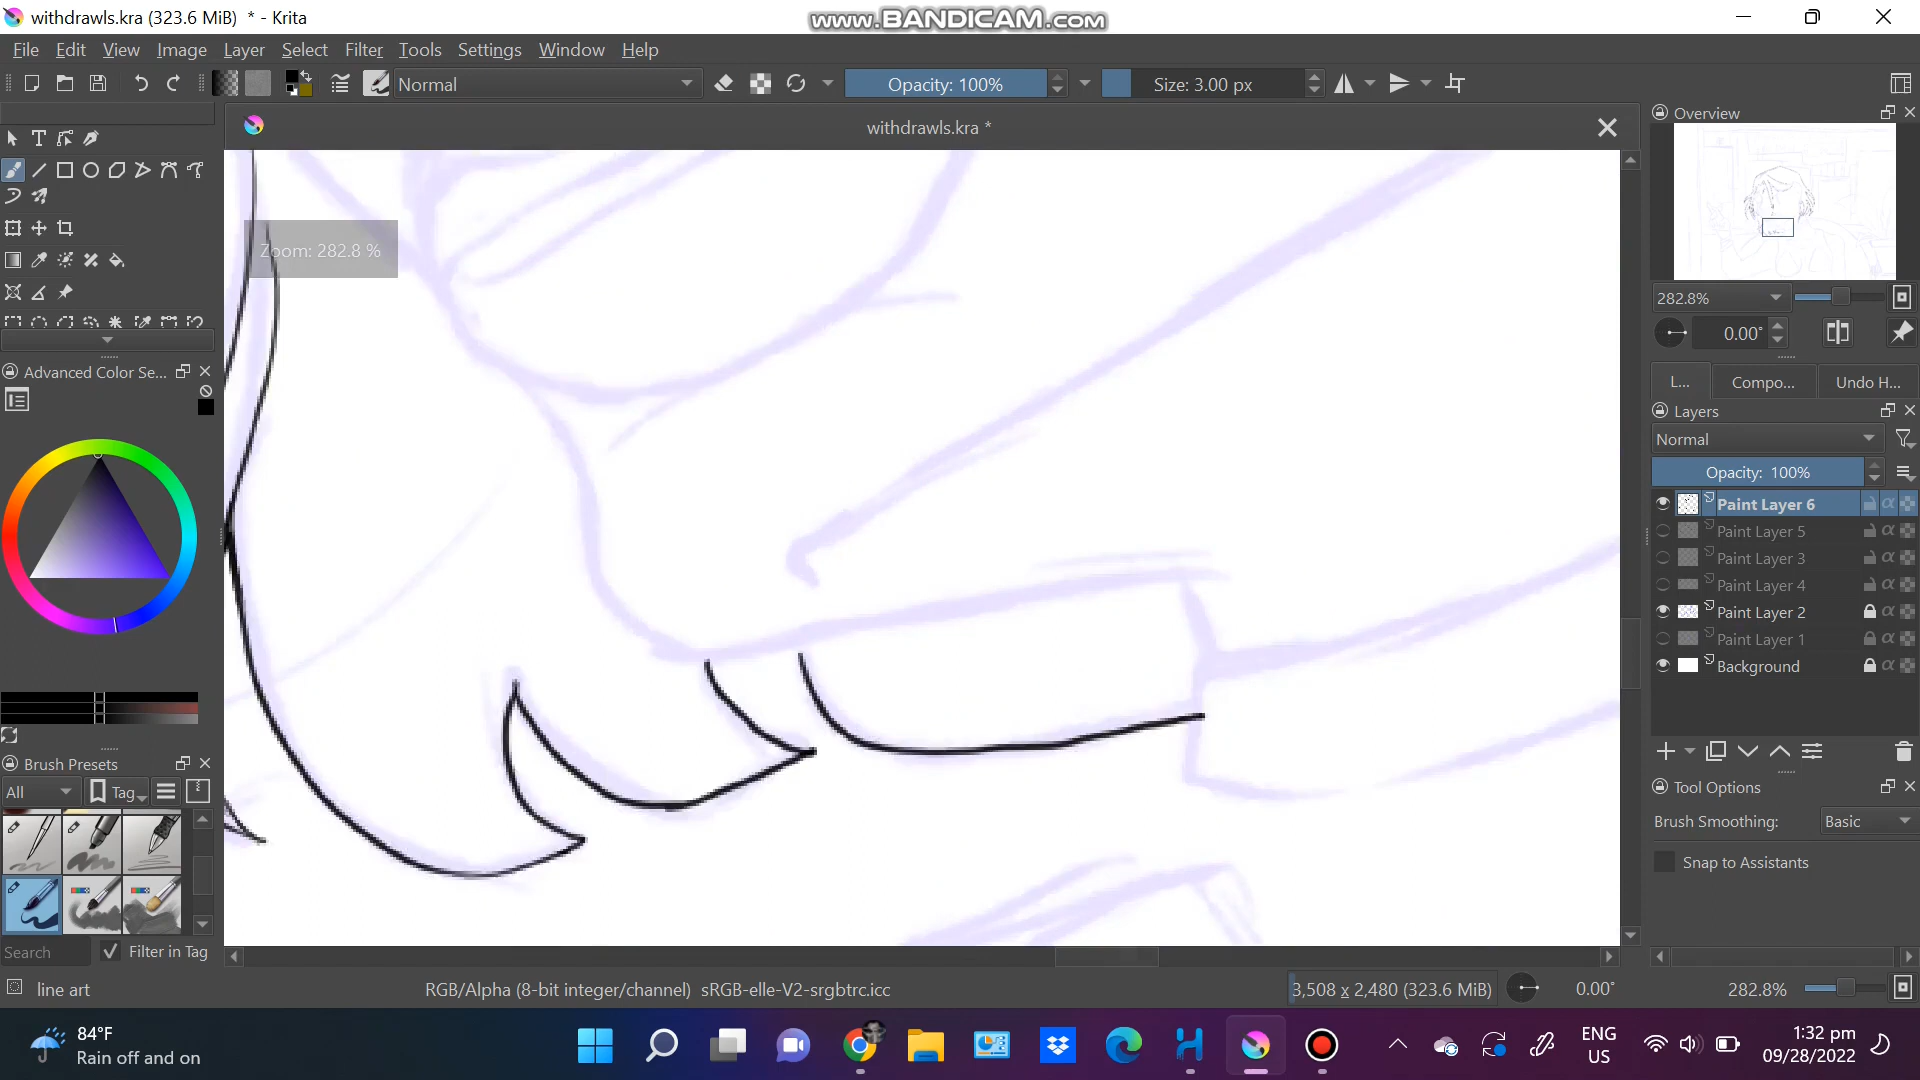 withdrawls.kra (323.6 MiB)  * - Krita
www.BANDICAM.com
File Edit View Image Layer Select Filter Tools Settings Window Help
Normal
Opacity: 100%
Size: 3.00 px
withdrawls.kra *
Overview
Zoom: 282.8 %
282.8%
0.00°
Advanced Color Se...
L... Compo... Undo H...
Layers
Normal
Opacity: 100%
Paint Layer 6
Paint Layer 5
Paint Layer 3
Paint Layer 4
Paint Layer 2
Paint Layer 1
Background
Brush Presets
All
Tag
Tool Options
Brush Smoothing: Basic
Snap to Assistants
Search
Filter in Tag
line art
RGB/Alpha (8-bit integer/channel) sRGB-elle-V2-srgbtrc.icc
3,508 x 2,480 (323.6 MiB)
0.00°
282.8%
84°F
Rain off and on
ENG
US
1:32 pm
09/28/2022